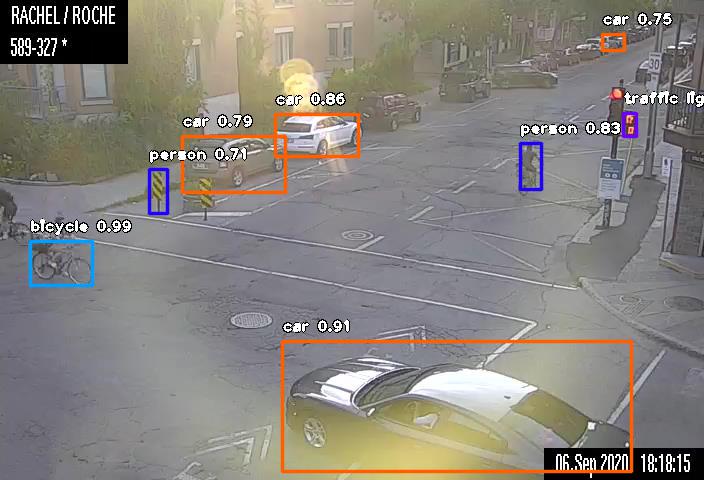 RACHEL / ROCHE
589-327 *
car 0.75
car 0.86
traffic lig
car 0.79
person 0.83
person 0.71
bicycle 0.99
car 0.91
06.Sep 2020 18:18:15